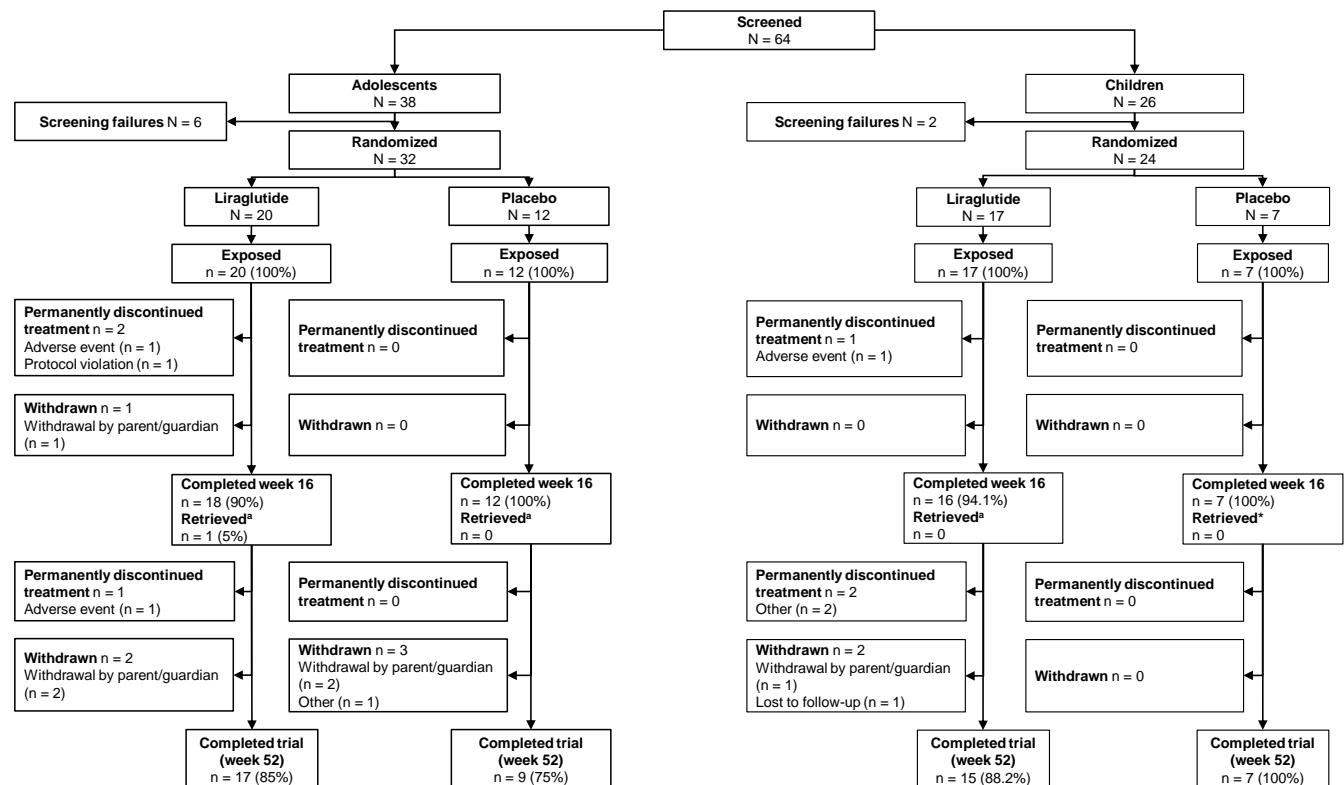 Screened
N = 64
Adolescents
N = 38
Screening failures N = 6
Randomized
N = 32
Liraglutide
N = 20
Placebo
N = 12
Exposed
n = 20 (100%)
Exposed
n = 12 (100%)
Permanently discontinued
treatment n = 2
Adverse event (n = 1)
Protocol violation (n = 1)
Permanently discontinued
treatment n = 0
Withdrawn n = 1
Withdrawal by parent/guardian
(n = 1)
Withdrawn n = 0
Completed week 16
n = 18 (90%)
Retrievedᵃ
n = 1 (5%)
Completed week 16
n = 12 (100%)
Retrievedᵃ
n = 0
Permanently discontinued
treatment n = 1
Adverse event (n = 1)
Permanently discontinued
treatment n = 0
Withdrawn n = 2
Withdrawal by parent/guardian
(n = 2)
Withdrawn n = 3
Withdrawal by parent/guardian
(n = 2)
Other (n = 1)
Completed trial
(week 52)
n = 17 (85%)
Completed trial
(week 52)
n = 9 (75%)
Children
N = 26
Screening failures N = 2
Randomized
N = 24
Liraglutide
N = 17
Placebo
N = 7
Exposed
n = 17 (100%)
Exposed
n = 7 (100%)
Permanently discontinued
treatment n = 1
Adverse event (n = 1)
Permanently discontinued
treatment n = 0
Withdrawn n = 0
Withdrawn n = 0
Completed week 16
n = 16 (94.1%)
Retrievedᵃ
n = 0
Completed week 16
n = 7 (100%)
Retrieved*
n = 0
Permanently discontinued
treatment n = 2
Other (n = 2)
Permanently discontinued
treatment n = 0
Withdrawn n = 2
Withdrawal by parent/guardian
(n = 1)
Lost to follow-up (n = 1)
Withdrawn n = 0
Completed trial
(week 52)
n = 15 (88.2%)
Completed trial
(week 52)
n = 7 (100%)